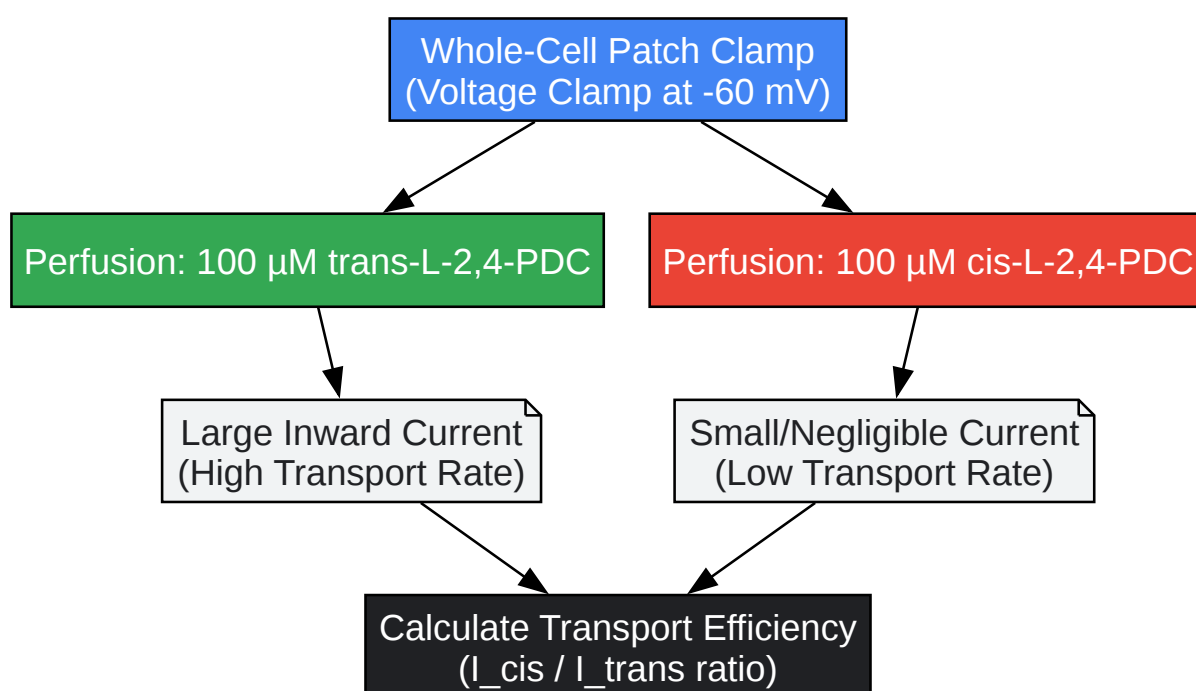 Whole-Cell Patch Clamp
(Voltage Clamp at -60 mV)
Perfusion: 100 µM trans-L-2,4-PDC
Perfusion: 100 µM cis-L-2,4-PDC
Large Inward Current
(High Transport Rate)
Small/Negligible Current
(Low Transport Rate)
Calculate Transport Efficiency
(I_cis / I_trans ratio)